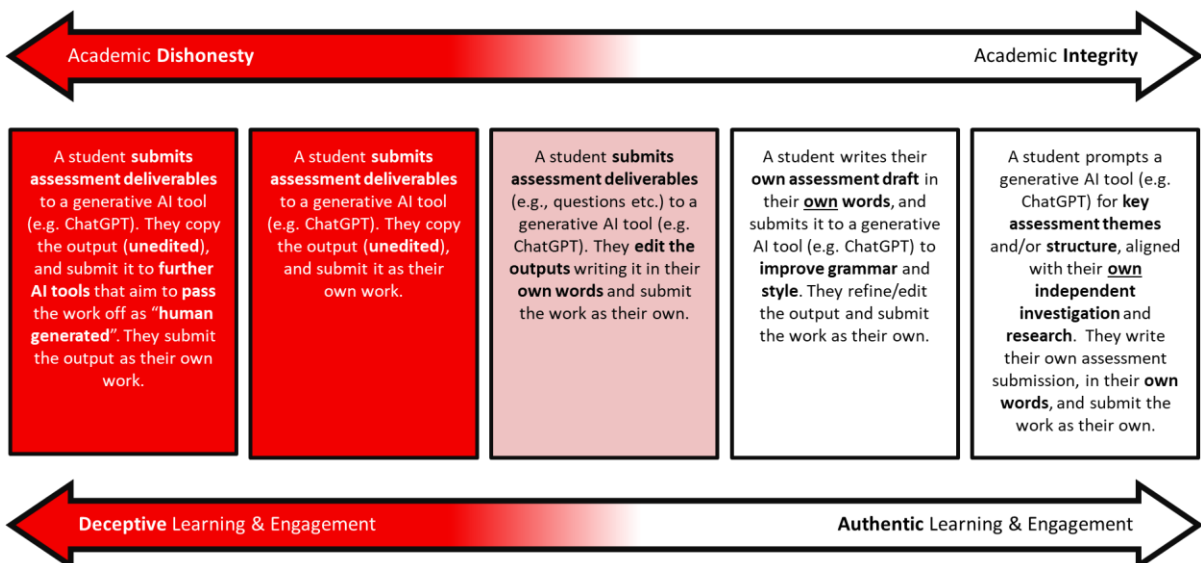 Academic Dishonesty
Academic Integrity
A student submits
assessment deliverables
to a generative AI tool
(e.g. ChatGPT). They copy
the output (unedited),
and submit it to further
AI tools that aim to pass
the work off as “human
generated”. They submit
the output as their own
work.
A student submits
assessment deliverables
to a generative AI tool
(e.g. ChatGPT). They copy
the output (unedited),
and submit it as their
own work.
A student submits
assessment deliverables
(e.g., questions etc.) to a
generative AI tool (e.g.
ChatGPT). They edit the
outputs writing it in their
own words and submit
the work as their own.
A student writes their
own assessment draft in
their own words, and
submits it to a generative
AI tool (e.g. ChatGPT) to
improve grammar and
style. They refine/edit
the output and submit
the work as their own.
A student prompts a
generative AI tool (e.g.
ChatGPT) for key
assessment themes
and/or structure, aligned
with their own
independent
investigation and
research. They write
their own assessment
submission, in their own
words, and submit the
work as their own.
Deceptive Learning & Engagement
Authentic Learning & Engagement